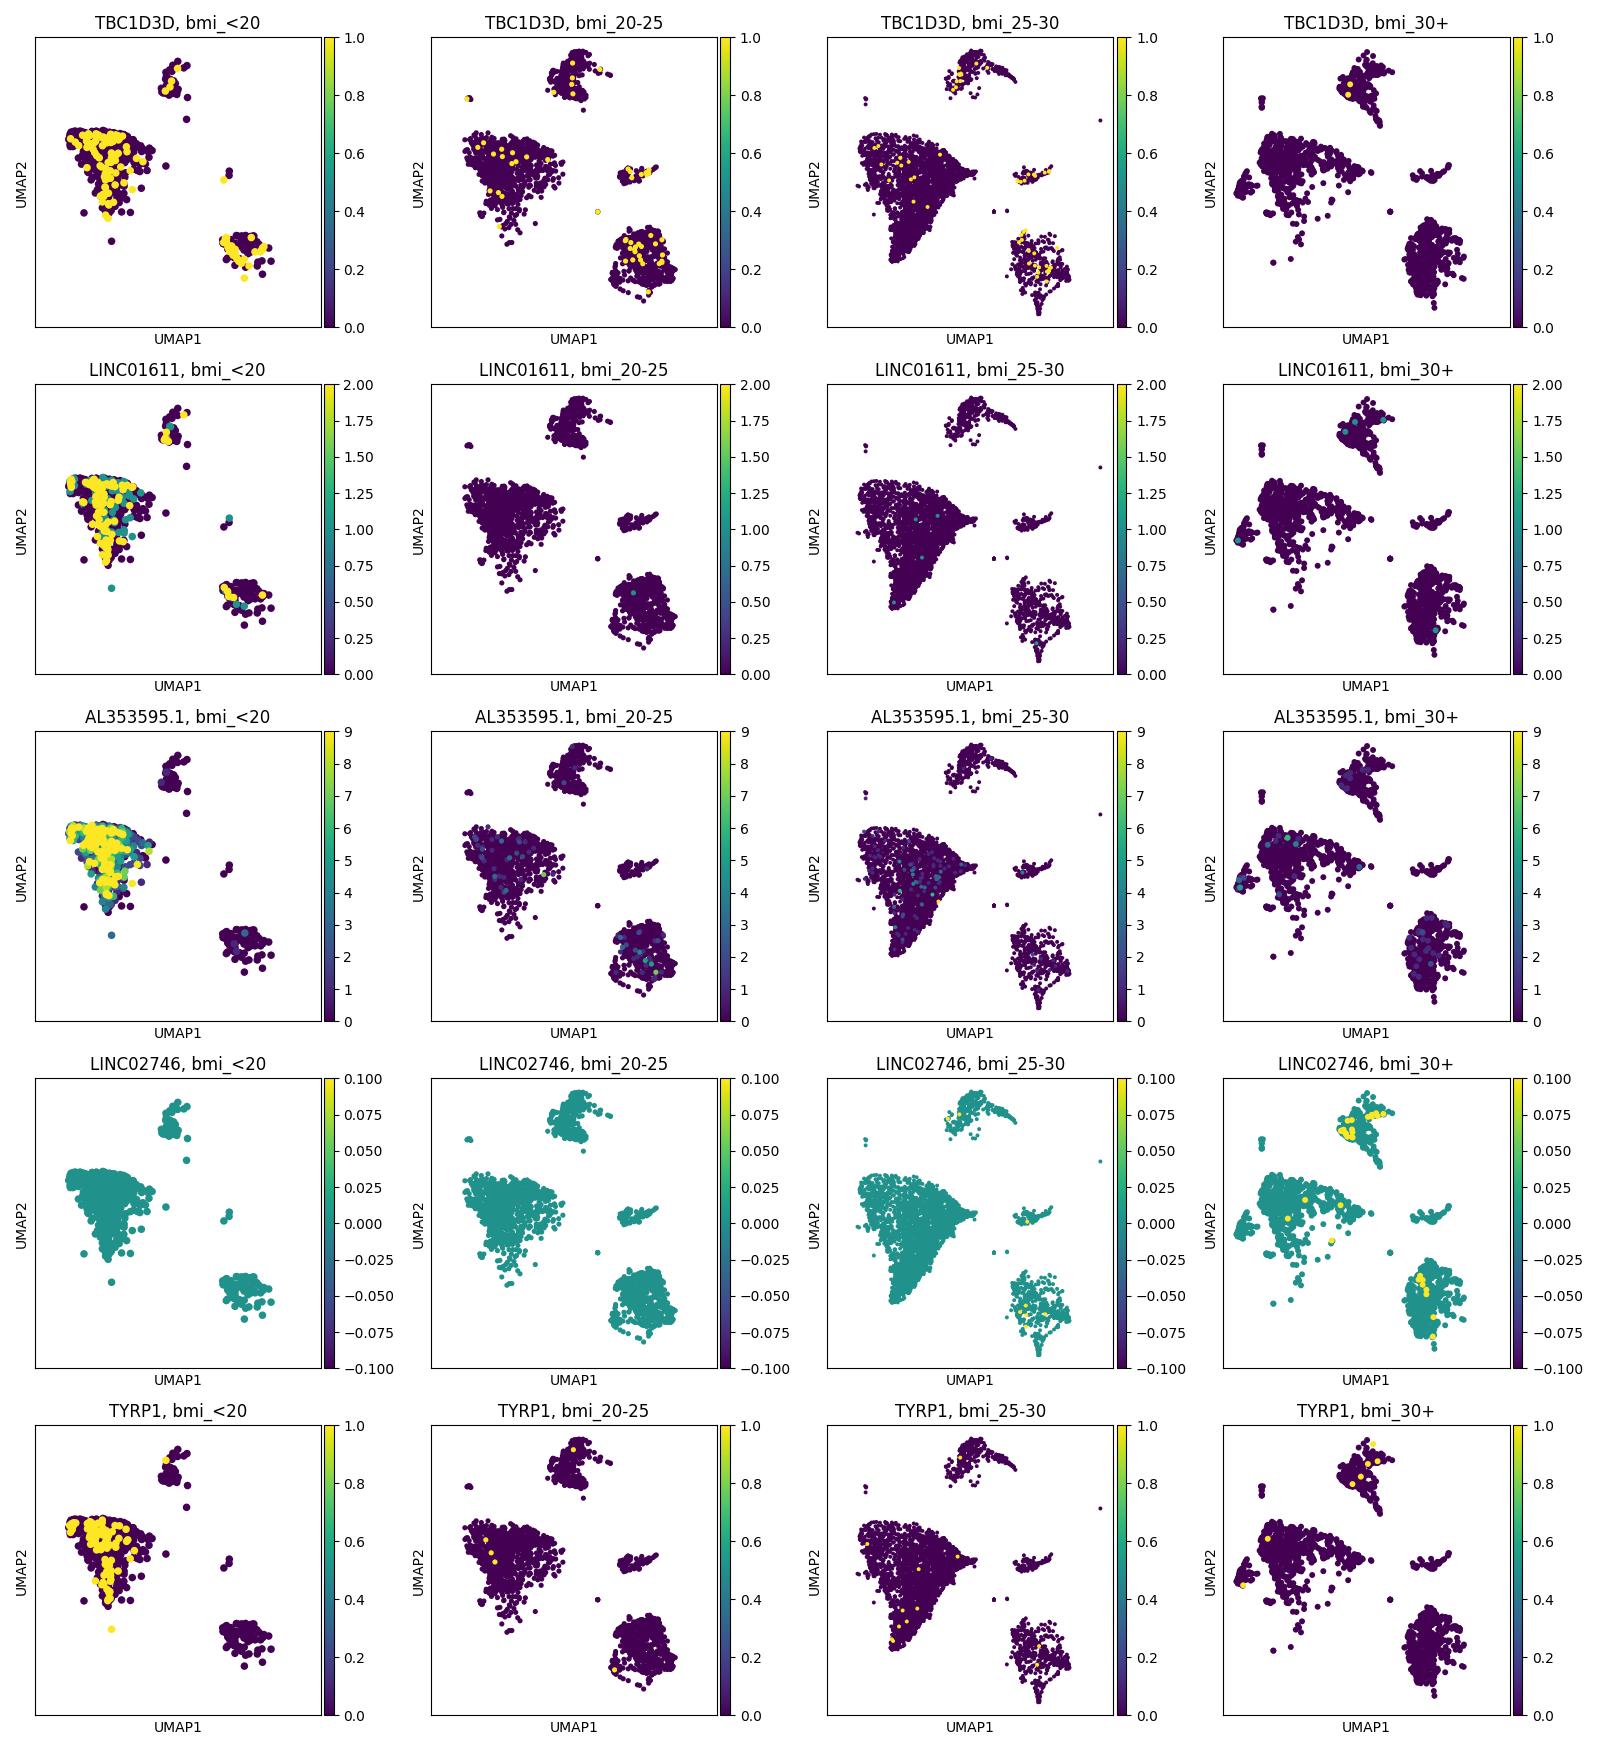 TBC1D3D, bmi_<20
TBC1D3D, bmi_20-25
TBC1D3D, bmi_25-30
TBC1D3D, bmi_30+
UMAP2
1.0
0.8
0.6
0.4
0.2
0.0
UMAP1
UMAP2
1.0
0.8
0.6
0.4
0.2
0.0
UMAP1
UMAP2
1.0
0.8
0.6
0.4
0.2
0.0
UMAP1
UMAP2
1.0
0.8
0.6
0.4
0.2
0.0
UMAP1
LINC01611, bmi_<20
LINC01611, bmi_20-25
LINC01611, bmi_25-30
LINC01611, bmi_30+
UMAP2
2.00
1.75
1.50
1.25
1.00
0.75
0.50
0.25
0.00
UMAP1
UMAP2
2.00
1.75
1.50
1.25
1.00
0.75
0.50
0.25
0.00
UMAP1
UMAP2
2.00
1.75
1.50
1.25
1.00
0.75
0.50
0.25
0.00
UMAP1
UMAP2
2.00
1.75
1.50
1.25
1.00
0.75
0.50
0.25
0.00
UMAP1
AL353595.1, bmi_<20
AL353595.1, bmi_20-25
AL353595.1, bmi_25-30
AL353595.1, bmi_30+
UMAP2
9
8
7
6
5
4
3
2
1
0
UMAP1
UMAP2
9
8
7
6
5
4
3
2
1
0
UMAP1
UMAP2
9
8
7
6
5
4
3
2
1
0
UMAP1
UMAP2
9
8
7
6
5
4
3
2
1
0
UMAP1
LINC02746, bmi_<20
LINC02746, bmi_20-25
LINC02746, bmi_25-30
LINC02746, bmi_30+
UMAP2
0.100
0.075
0.050
0.025
0.000
−0.025
−0.050
−0.075
−0.100
UMAP1
UMAP2
0.100
0.075
0.050
0.025
0.000
−0.025
−0.050
−0.075
−0.100
UMAP1
UMAP2
0.100
0.075
0.050
0.025
0.000
−0.025
−0.050
−0.075
−0.100
UMAP1
UMAP2
0.100
0.075
0.050
0.025
0.000
−0.025
−0.050
−0.075
−0.100
UMAP1
TYRP1, bmi_<20
TYRP1, bmi_20-25
TYRP1, bmi_25-30
TYRP1, bmi_30+
UMAP2
1.0
0.8
0.6
0.4
0.2
0.0
UMAP1
UMAP2
1.0
0.8
0.6
0.4
0.2
0.0
UMAP1
UMAP2
1.0
0.8
0.6
0.4
0.2
0.0
UMAP1
UMAP2
1.0
0.8
0.6
0.4
0.2
0.0
UMAP1